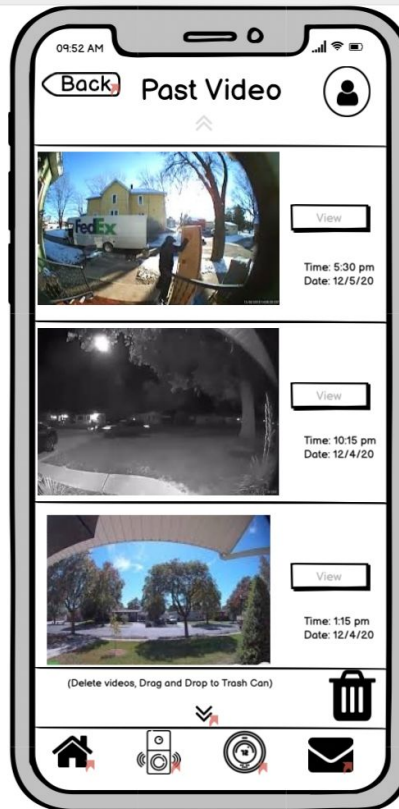 09:52 AM
Back
Past Video
FedEx
View
Time: 5:30 pm
Date: 12/5/20
View
Time: 10:15 pm
Date: 12/4/20
View
Time: 1:15 pm
Date: 12/4/20
(Delete videos, Drag and Drop to Trash Can)